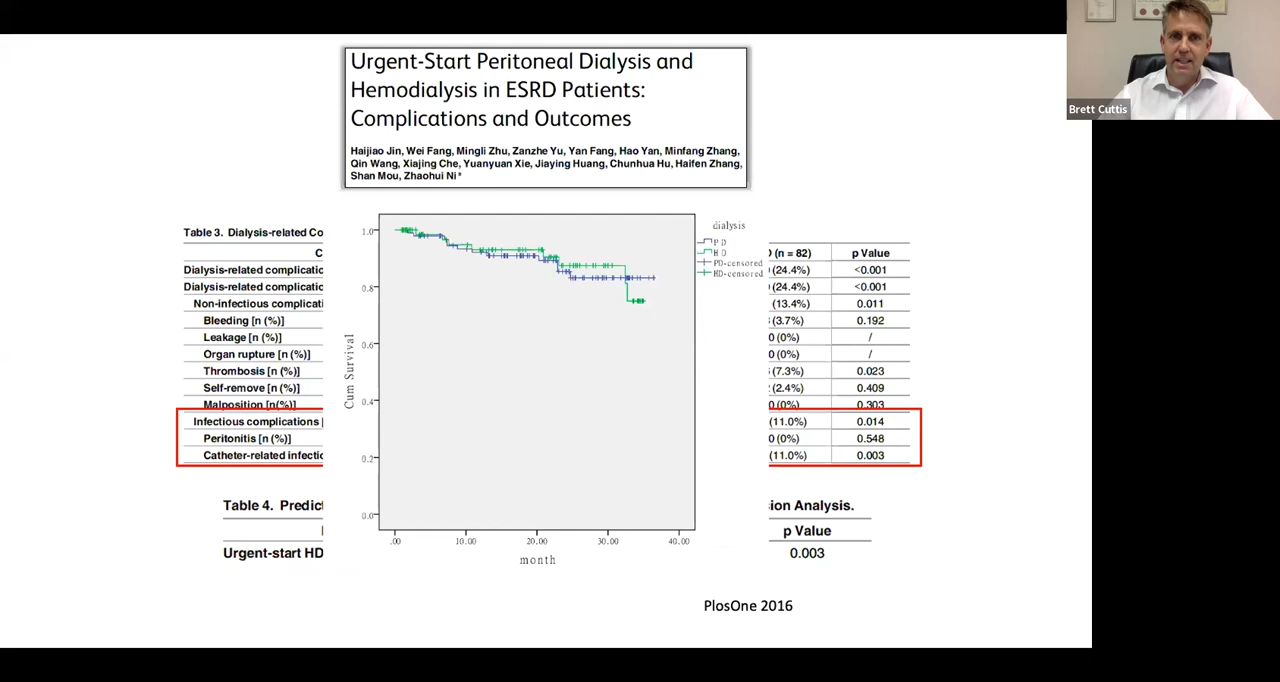 Urgent-Start Peritoneal Dialysis and
Hemodialysis in ESRD Patients:
Complications and Outcomes
Haijiao Jin, Wei Fang, Mingli Zhu, Zanzhe Yu, Yan Fang, Hao Yan, Minfang Zhang,
Qin Wang, Xiajing Che, Yuanyuan Xie, Jiaying Huang, Chunhua Hu, Haifen Zhang,
Shan Mou, Zhaohui Ni*
Brett Cuttis
Table 3. Dialysis-related Co
C
(n = 82) p Value
Dialysis-related complicatio (24.4%) <0.001
Dialysis-related complicatio (24.4%) <0.001
Non-infectious complicati (13.4%) 0.011
Bleeding [n (%)] (3.7%) 0.192
Leakage [n (%)] 0 (0%) /
Organ rupture [n (%)] 0 (0%) /
Thrombosis [n (%)] (7.3%) 0.023
Self-remove [n (%)] (2.4%) 0.409
Malposition [n(%)] 0 (0%) 0.303
Infectious complications [ (11.0%) 0.014
Peritonitis [n (%)] 0 (0%) 0.548
Catheter-related infectio (11.0%) 0.003
dialysis
PD
HD
PD-censored
HD-censored
Cum Survival
1.0
0.8
0.6
0.4
0.2
0.0
.00 10.00 20.00 30.00 40.00
month
Table 4. Predict ion Analysis.
p Value
Urgent-start HD 0.003
PlosOne 2016